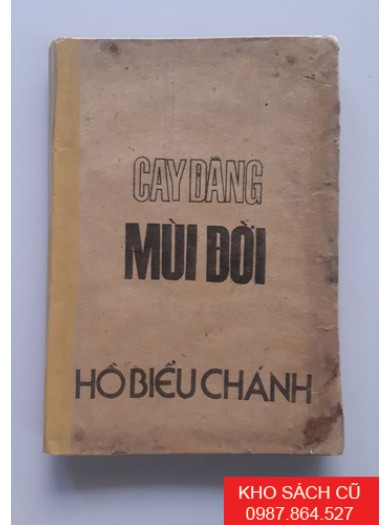 CAY ĐẮNG
MÙI ĐỜI
HỒ BIỂU CHÁNH
KHO SÁCH CŨ
0987.864.527